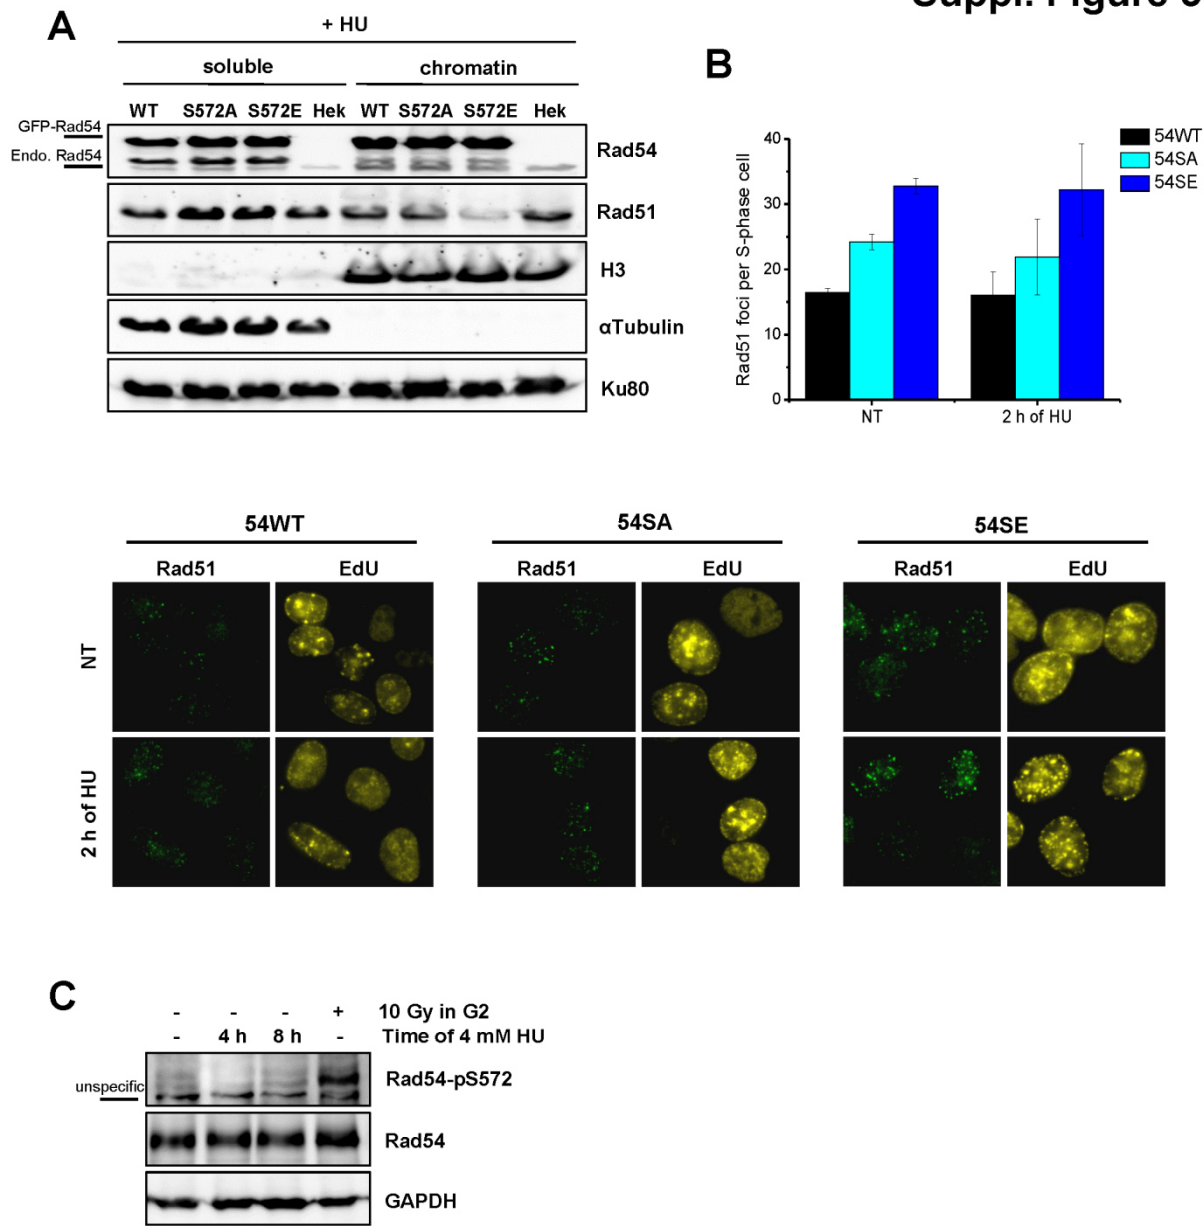 Suppl. Figure
A
+ HU
soluble chromatin
WT S572A S572E Hek WT S572A S572E Hek
GFP-Rad54
Endo. Rad54
Rad54
Rad51
H3
αTubulin
Ku80
B
Rad51 foci per S-phase cell
40
30
20
10
0
NT 2 h of HU
54WT
54SA
54SE
54WT 54SA 54SE
Rad51 EdU Rad51 EdU Rad51 EdU
NT
2 h of HU
C
- - - + 10 Gy in G2
- 4 h 8 h - Time of 4 mM HU
unspecific
Rad54-pS572
Rad54
GAPDH